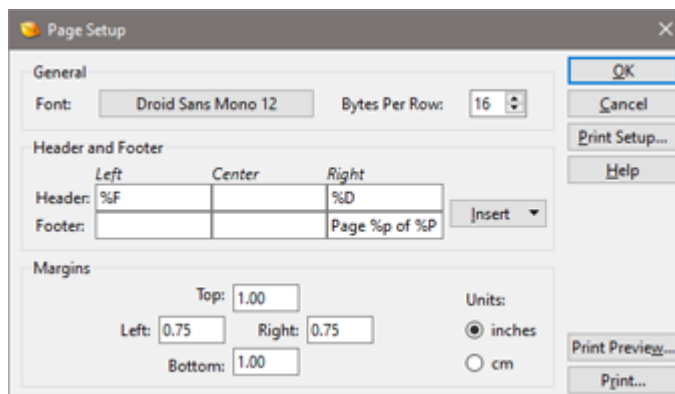 Page Setup
General
Font: Droid Sans Mono 12 Bytes Per Row: 16
OK
Cancel
Print Setup...
Help
Header and Footer
Left Center Right
Header: %F %D
Footer: Page %p of %P
Insert
Margins
Top: 1.00
Left: 0.75 Right: 0.75
Bottom: 1.00
Units:
inches
cm
Print Preview...
Print...